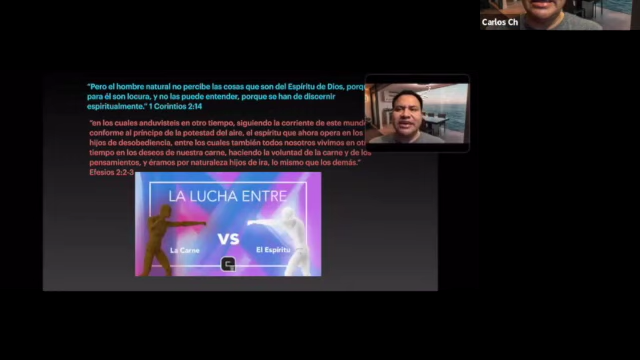 Carlos Ch
"Pero el hombre natural no percibe las cosas que son del Espíritu de Dios, porq
para él son locura, y no las puede entender, porque se han de discernir
espiritualmente." 1 Corintios 2:14
"en los cuales anduvisteis en otro tiempo, siguiendo la corriente de este mund
conforme al príncipe de la potestad del aire, el espíritu que ahora opera en los
hijos de desobediencia, entre los cuales también todos nosotros vivimos en otr
tiempo en los deseos de nuestra carne, haciendo la voluntad de la carne y de los
pensamientos, y éramos por naturaleza hijos de ira, lo mismo que los demás."
Efesios 2:2-3
LA LUCHA ENTRE
VS
La Carne
El Espíritu